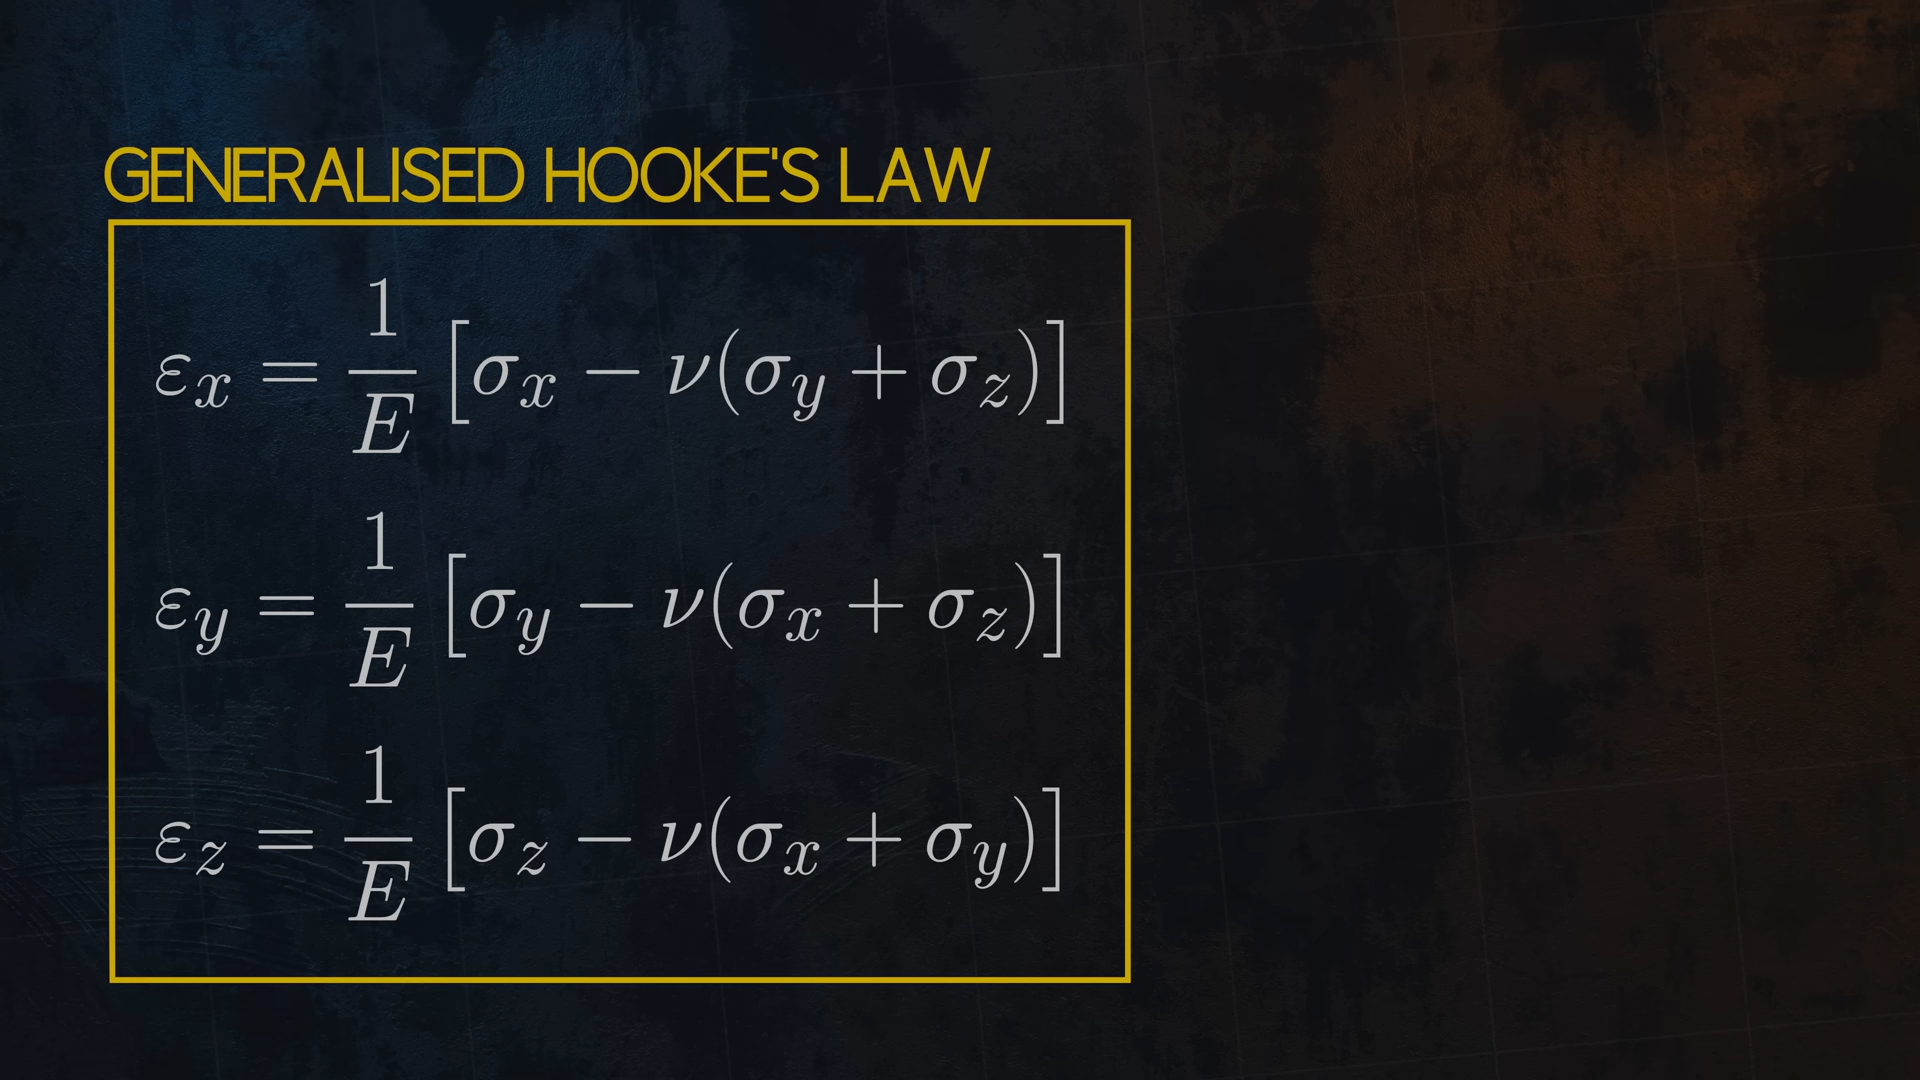 GENERALISED HOOKE'S LAW
εx = 1/E [σx − ν(σy + σz)]
εy = 1/E [σy − ν(σx + σz)]
εz = 1/E [σz − ν(σx + σy)]